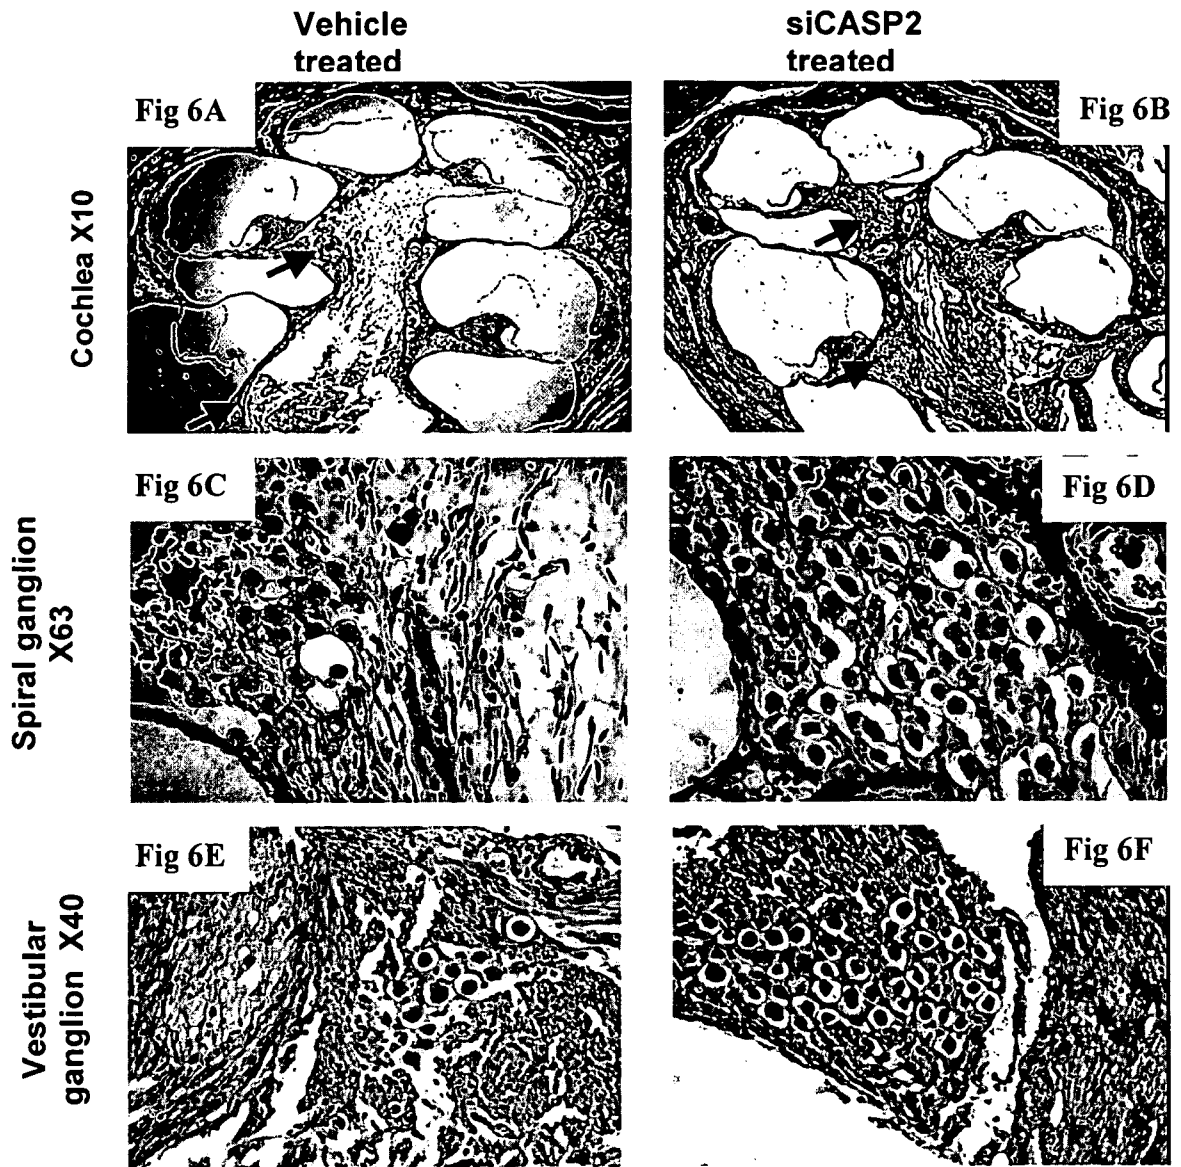 Vehicle
treated
siCASP2
treated
Fig 6A
Fig 6B
Cochlea X10
Fig 6C
Fig 6D
Spiral ganglion
X63
Fig 6E
Fig 6F
Vestibular
ganglion X40